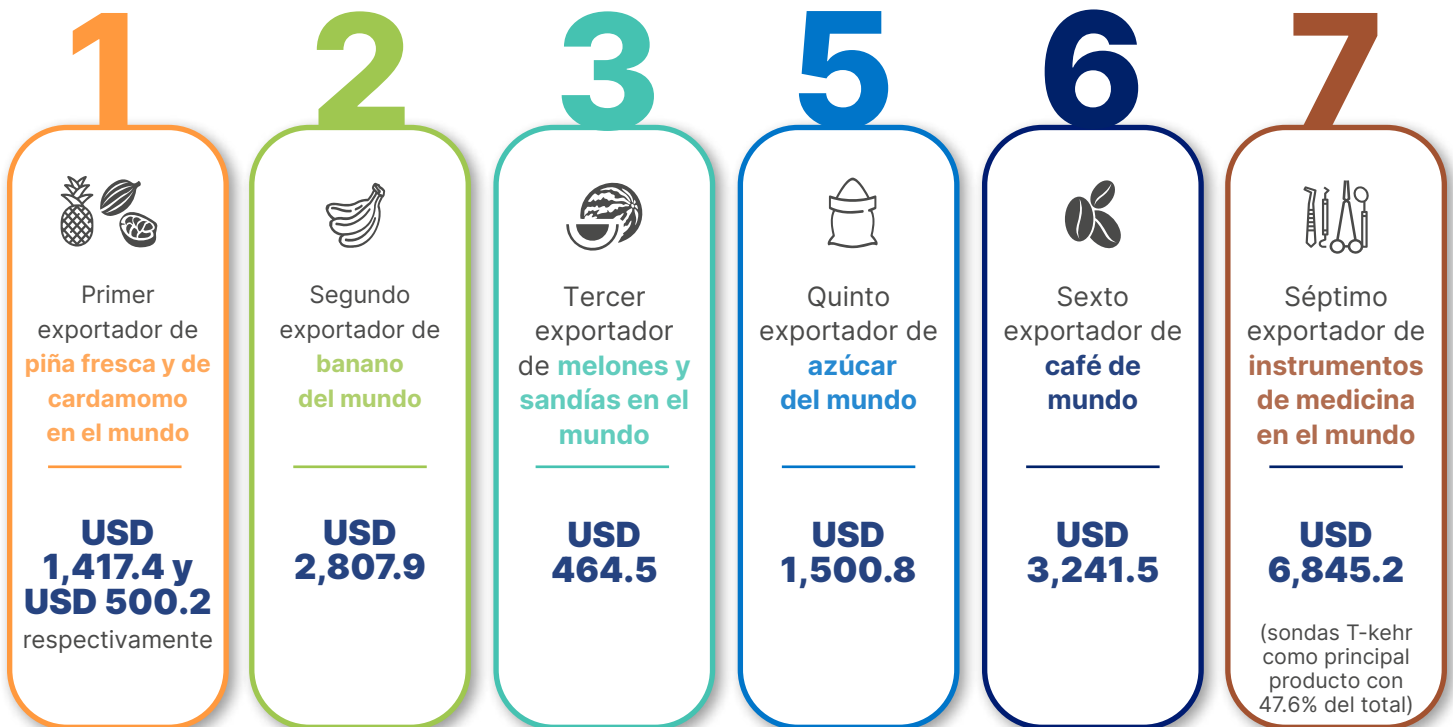 1
Primer
exportador de
piña fresca y de
cardamomo
en el mundo
USD
1,417.4 y
USD 500.2
respectivamente
2
Segundo
exportador de
banano
del mundo
USD
2,807.9
3
Tercer
exportador
de melones y
sandías en el
mundo
USD
464.5
5
Quinto
exportador de
azúcar
del mundo
USD
1,500.8
6
Sexto
exportador de
café de
mundo
USD
3,241.5
7
Séptimo
exportador de
instrumentos
de medicina
en el mundo
USD
6,845.2
(sondas T-kehr
como principal
producto con
47.6% del total)